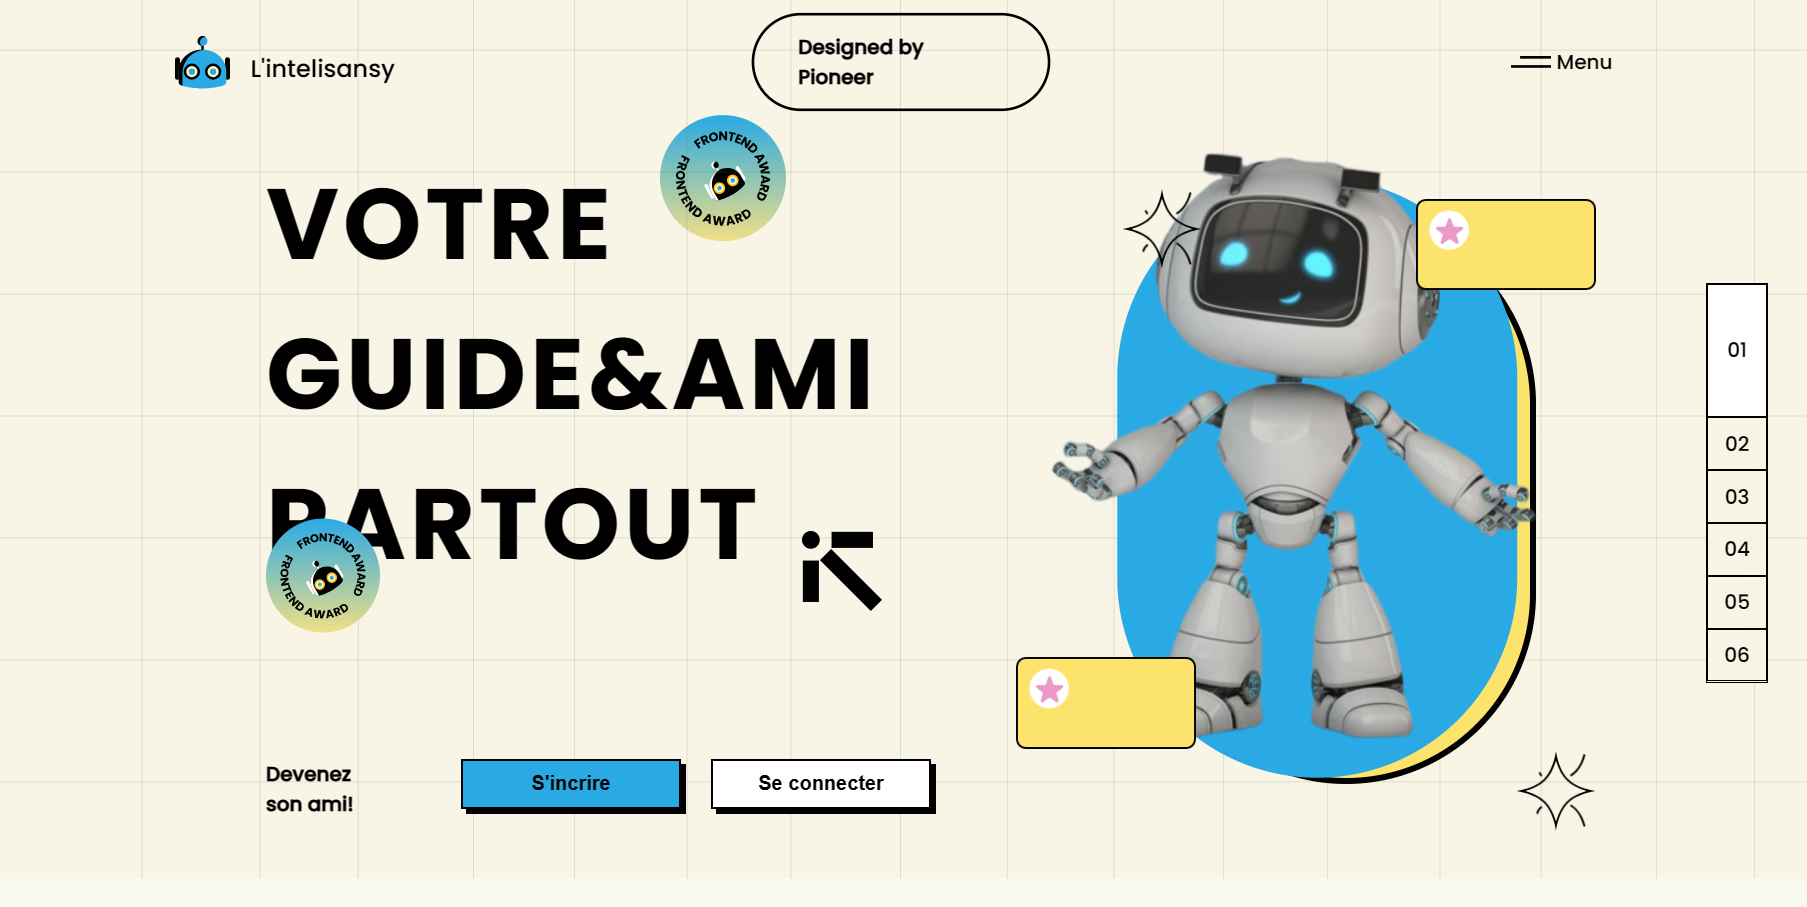 L'intelisansy
Designed by
Pioneer
Menu
FRONTEND AWARD
FRONTEND AWARD
VOTRE
GUIDE&AMI
PARTOUT
FRONTEND AWARD
FRONTEND AWARD
01
02
03
04
05
06
Devenez
son ami!
S'incrire
Se connecter